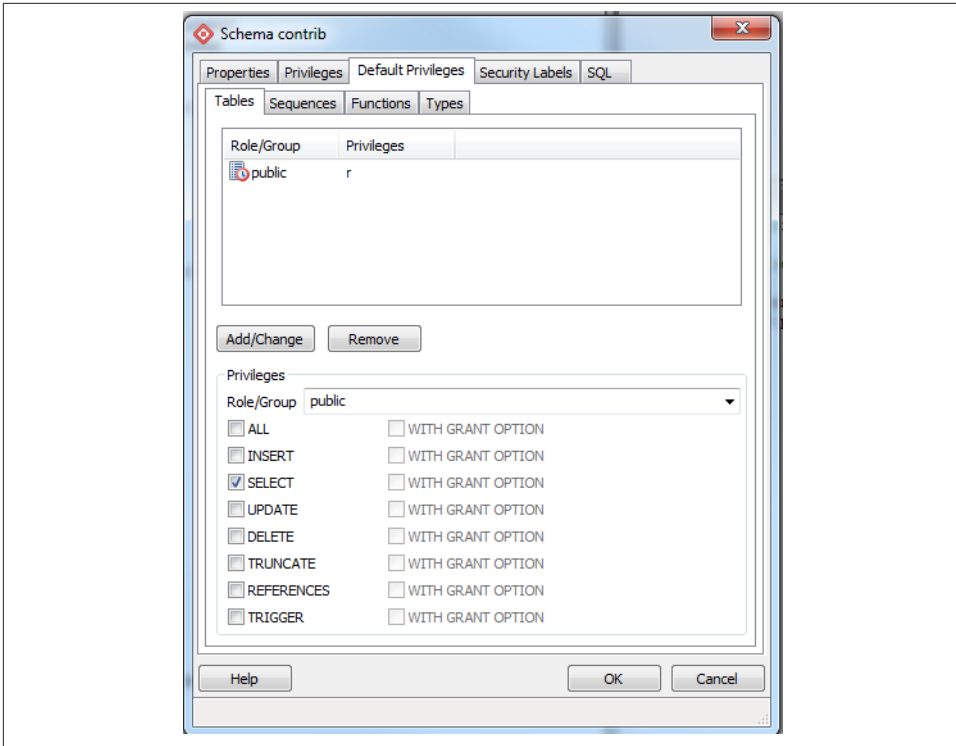 Schema contrib
Properties Privileges Default Privileges Security Labels SQL
Tables Sequences Functions Types
Role/Group Privileges
public r
Add/Change Remove
Privileges
Role/Group public
ALL WITH GRANT OPTION
INSERT WITH GRANT OPTION
SELECT WITH GRANT OPTION
UPDATE WITH GRANT OPTION
DELETE WITH GRANT OPTION
TRUNCATE WITH GRANT OPTION
REFERENCES WITH GRANT OPTION
TRIGGER WITH GRANT OPTION
Help OK Cancel